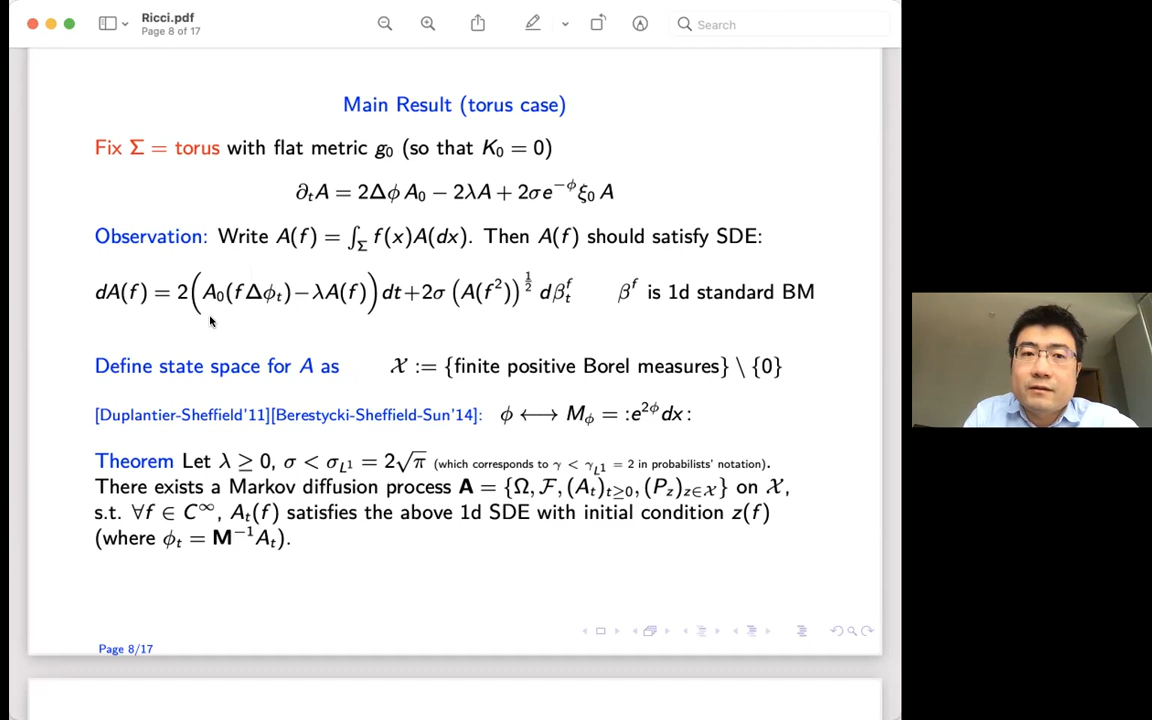 Ricci.pdf
Page 8 of 17
Search
Main Result (torus case)
Fix Σ = torus with flat metric g₀ (so that K₀ = 0)
∂ₜA = 2Δϕ A₀ − 2λA + 2σe^{−ϕ}ξ₀ A
Observation: Write A(f) = ∫_Σ f(x)A(dx). Then A(f) should satisfy SDE:
dA(f) = 2(A₀(fΔϕₜ)−λA(f))dt+2σ (A(f²))^{1/2} dβₜᶠ βᶠ is 1d standard BM
Define state space for A as 𝒳 := {finite positive Borel measures} \ {0}
[Duplantier-Sheffield'11][Berestycki-Sheffield-Sun'14]: ϕ ⟷ M_ϕ = :e^{2ϕ}dx:
Theorem Let λ ≥ 0, σ < σ_{L¹} = 2√π (which corresponds to γ < γ_{L¹} = 2 in probabilists' notation).
There exists a Markov diffusion process 𝐀 = {Ω, ℱ, (Aₜ)_{t≥0}, (P_z)_{z∈𝒳}} on 𝒳,
s.t. ∀f ∈ C^∞, Aₜ(f) satisfies the above 1d SDE with initial condition z(f)
(where ϕₜ = 𝐌⁻¹Aₜ).
Page 8/17